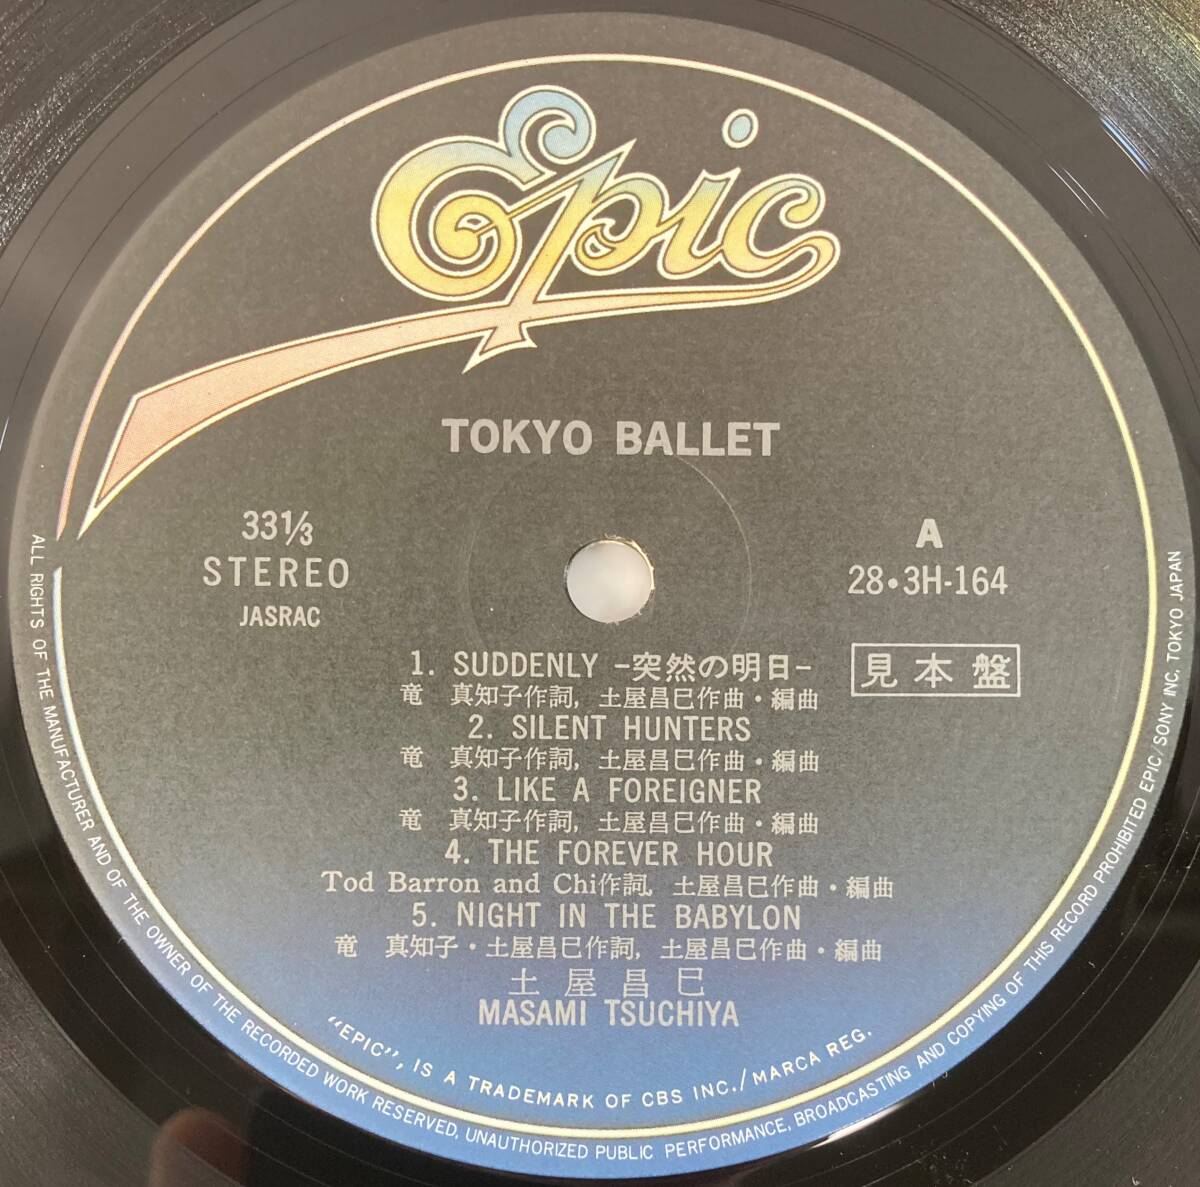 Epic
TOKYO BALLET
33⅓
STEREO
JASRAC
A
28・3H-164
見本盤
1. SUDDENLY -突然の明日-
竜 真知子作詞, 土屋昌巳作曲・編曲
2. SILENT HUNTERS
竜 真知子作詞, 土屋昌巳作曲・編曲
3. LIKE A FOREIGNER
竜 真知子作詞, 土屋昌巳作曲・編曲
4. THE FOREVER HOUR
Tod Barron and Chi作詞, 土屋昌巳作曲・編曲
5. NIGHT IN THE BABYLON
竜 真知子・土屋昌巳作詞, 土屋昌巳作曲・編曲
土屋昌巳
MASAMI TSUCHIYA
"EPIC", IS A TRADEMARK OF CBS INC./MARCA REG.
ALL RIGHTS OF THE MANUFACTURER AND OF THE OWNER OF THE RECORDED WORK RESERVED. UNAUTHORIZED PUBLIC PERFORMANCE, BROADCASTING AND COPYING OF THIS RECORD PROHIBITED EPIC/SONY INC. TOKYO JAPAN